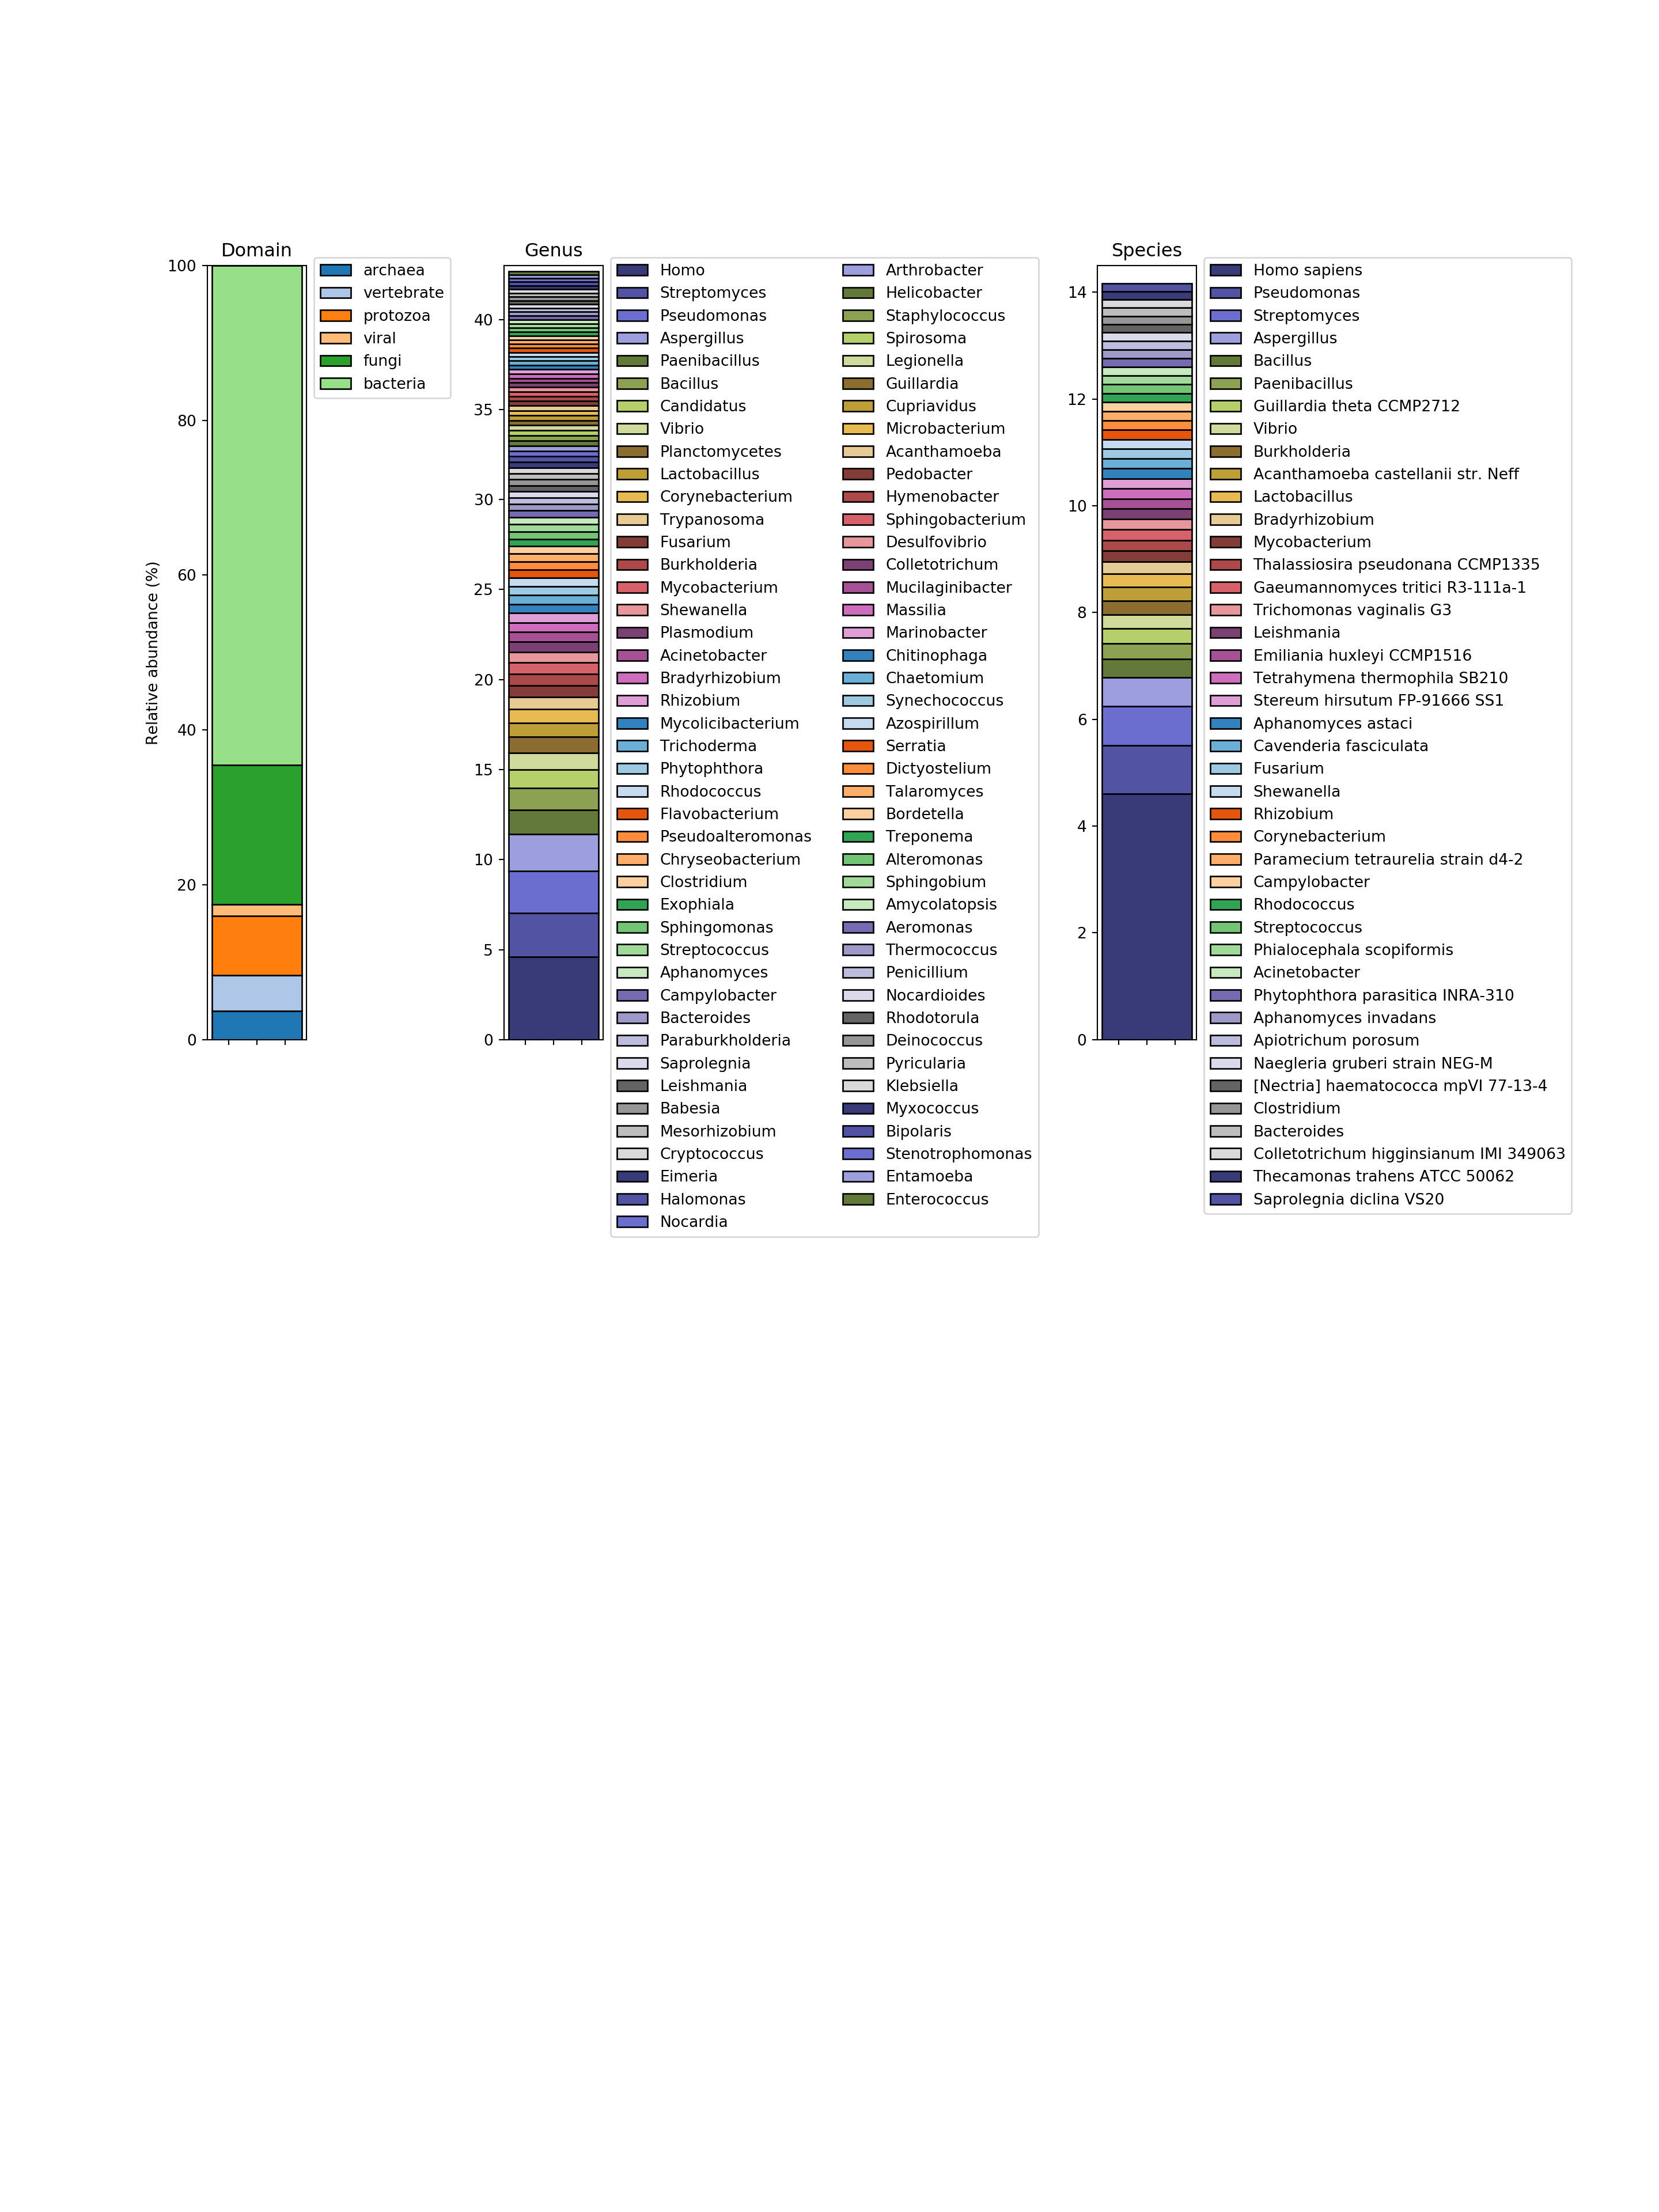 Domain
Relative abundance (%)
100
80
60
40
20
0
archaea
vertebrate
protozoa
viral
fungi
bacteria
Genus
40
35
30
25
20
15
10
5
0
Homo
Streptomyces
Pseudomonas
Aspergillus
Paenibacillus
Bacillus
Candidatus
Vibrio
Planctomycetes
Lactobacillus
Corynebacterium
Trypanosoma
Fusarium
Burkholderia
Mycobacterium
Shewanella
Plasmodium
Acinetobacter
Bradyrhizobium
Rhizobium
Mycolicibacterium
Trichoderma
Phytophthora
Rhodococcus
Flavobacterium
Pseudoalteromonas
Chryseobacterium
Clostridium
Exophiala
Sphingomonas
Streptococcus
Aphanomyces
Campylobacter
Bacteroides
Paraburkholderia
Saprolegnia
Leishmania
Babesia
Mesorhizobium
Cryptococcus
Eimeria
Halomonas
Nocardia
Arthrobacter
Helicobacter
Staphylococcus
Spirosoma
Legionella
Guillardia
Cupriavidus
Microbacterium
Acanthamoeba
Pedobacter
Hymenobacter
Sphingobacterium
Desulfovibrio
Colletotrichum
Mucilaginibacter
Massilia
Marinobacter
Chitinophaga
Chaetomium
Synechococcus
Azospirillum
Serratia
Dictyostelium
Talaromyces
Bordetella
Treponema
Alteromonas
Sphingobium
Amycolatopsis
Aeromonas
Thermococcus
Penicillium
Nocardioides
Rhodotorula
Deinococcus
Pyricularia
Klebsiella
Myxococcus
Bipolaris
Stenotrophomonas
Entamoeba
Enterococcus
Species
14
12
10
8
6
4
2
0
Homo sapiens
Pseudomonas
Streptomyces
Aspergillus
Bacillus
Paenibacillus
Guillardia theta CCMP2712
Vibrio
Burkholderia
Acanthamoeba castellanii str. Neff
Lactobacillus
Bradyrhizobium
Mycobacterium
Thalassiosira pseudonana CCMP1335
Gaeumannomyces tritici R3-111a-1
Trichomonas vaginalis G3
Leishmania
Emiliania huxleyi CCMP1516
Tetrahymena thermophila SB210
Stereum hirsutum FP-91666 SS1
Aphanomyces astaci
Cavenderia fasciculata
Fusarium
Shewanella
Rhizobium
Corynebacterium
Paramecium tetraurelia strain d4-2
Campylobacter
Rhodococcus
Streptococcus
Phialocephala scopiformis
Acinetobacter
Phytophthora parasitica INRA-310
Aphanomyces invadans
Apiotrichum porosum
Naegleria gruberi strain NEG-M
[Nectria] haematococca mpVI 77-13-4
Clostridium
Bacteroides
Colletotrichum higginsianum IMI 349063
Thecamonas trahens ATCC 50062
Saprolegnia diclina VS20